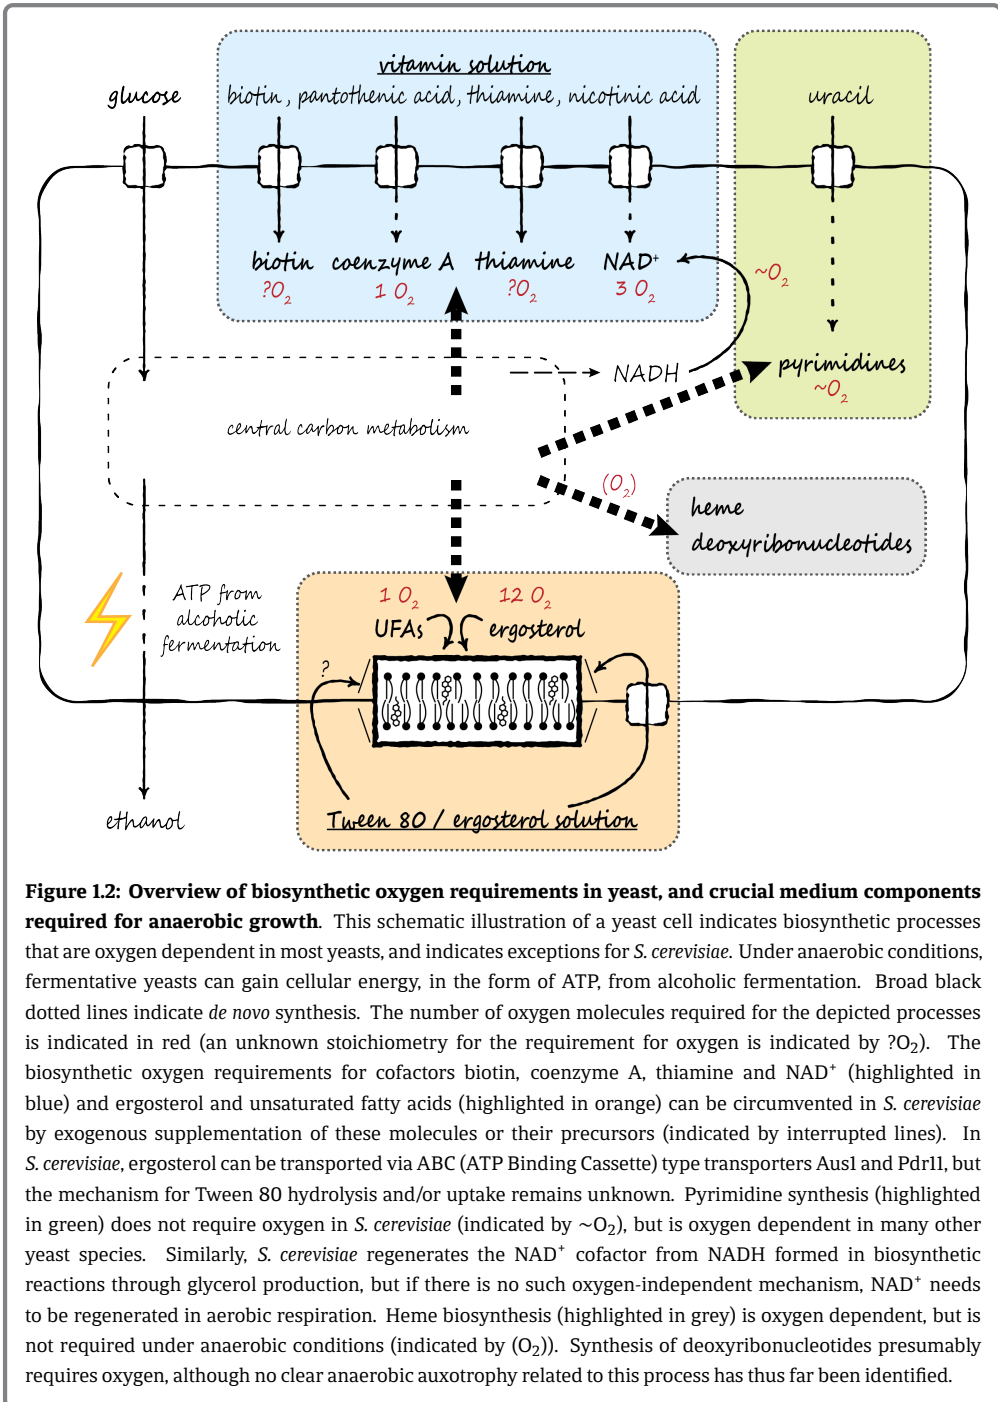 vitamin solution
glucose
biotin, pantothenic acid, thiamine, nicotinic acid
uracil
biotin coenzyme A thiamine NAD⁺
?O₂ 1 O₂ ?O₂ 3 O₂
~O₂
NADH
pyrimidines
~O₂
central carbon metabolism
(O₂)
heme
deoxyribonucleotides
ATP from
alcoholic
fermentation
1 O₂ 12 O₂
UFAs ergosterol
?
ethanol
Tween 80 / ergosterol solution
Figure 1.2: Overview of biosynthetic oxygen requirements in yeast, and crucial medium components
required for anaerobic growth. This schematic illustration of a yeast cell indicates biosynthetic processes
that are oxygen dependent in most yeasts, and indicates exceptions for S. cerevisiae. Under anaerobic conditions,
fermentative yeasts can gain cellular energy, in the form of ATP, from alcoholic fermentation. Broad black
dotted lines indicate de novo synthesis. The number of oxygen molecules required for the depicted processes
is indicated in red (an unknown stoichiometry for the requirement for oxygen is indicated by ?O₂). The
biosynthetic oxygen requirements for cofactors biotin, coenzyme A, thiamine and NAD⁺ (highlighted in
blue) and ergosterol and unsaturated fatty acids (highlighted in orange) can be circumvented in S. cerevisiae
by exogenous supplementation of these molecules or their precursors (indicated by interrupted lines). In
S. cerevisiae, ergosterol can be transported via ABC (ATP Binding Cassette) type transporters Aus1 and Pdr11, but
the mechanism for Tween 80 hydrolysis and/or uptake remains unknown. Pyrimidine synthesis (highlighted
in green) does not require oxygen in S. cerevisiae (indicated by ~O₂), but is oxygen dependent in many other
yeast species. Similarly, S. cerevisiae regenerates the NAD⁺ cofactor from NADH formed in biosynthetic
reactions through glycerol production, but if there is no such oxygen-independent mechanism, NAD⁺ needs
to be regenerated in aerobic respiration. Heme biosynthesis (highlighted in grey) is oxygen dependent, but is
not required under anaerobic conditions (indicated by (O₂)). Synthesis of deoxyribonucleotides presumably
requires oxygen, although no clear anaerobic auxotrophy related to this process has thus far been identified.